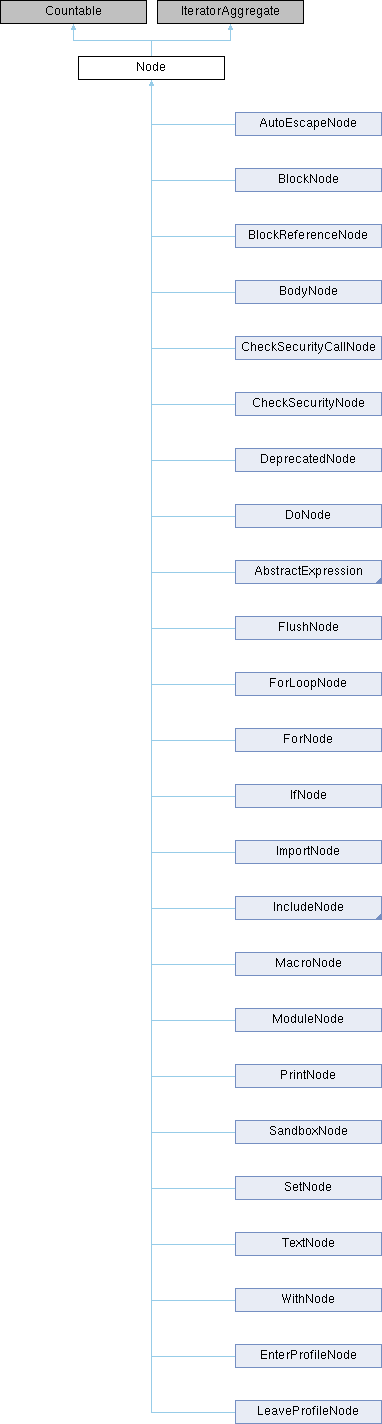 Countable
IteratorAggregate
Node
AutoEscapeNode
BlockNode
BlockReferenceNode
BodyNode
CheckSecurityCallNode
CheckSecurityNode
DeprecatedNode
DoNode
AbstractExpression
FlushNode
ForLoopNode
ForNode
IfNode
ImportNode
IncludeNode
MacroNode
ModuleNode
PrintNode
SandboxNode
SetNode
TextNode
WithNode
EnterProfileNode
LeaveProfileNode